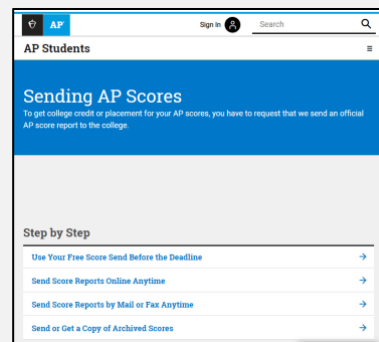 AP
Sign In
Search
AP Students
Sending AP Scores
To get college credit or placement for your AP scores, you have to request that we send an official
AP score report to the college.
Step by Step
Use Your Free Score Send Before the Deadline
Send Score Reports Online Anytime
Send Score Reports by Mail or Fax Anytime
Send or Get a Copy of Archived Scores